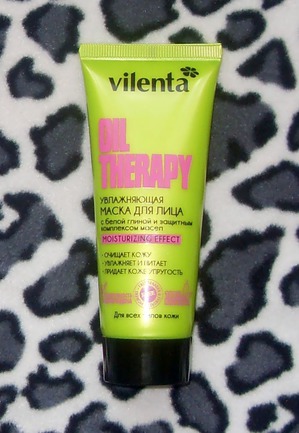 vilenta
OIL
THERAPY
УВЛАЖНЯЮЩАЯ
МАСКА ДЛЯ ЛИЦА
с белой глиной и защитным
комплексом масел
MOISTURIZING EFFECT
• ОЧИЩАЕТ КОЖУ
• УВЛАЖНЯЕТ И ПИТАЕТ
• ПРИДАЕТ КОЖЕ УПРУГОСТЬ
Для всех типов кожи